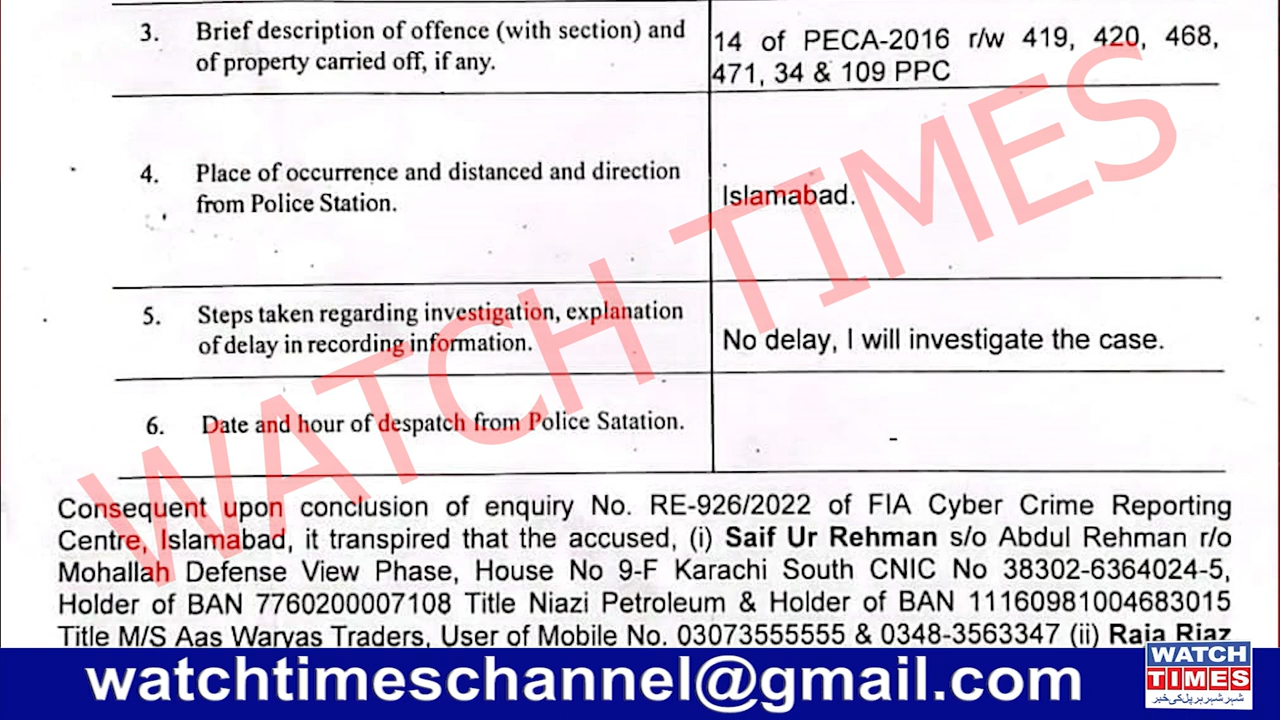 3. Brief description of offence (with section) and
of property carried off, if any.
14 of PECA-2016 r/w 419, 420, 468,
471, 34 & 109 PPC
4. Place of occurrence and distanced and direction
from Police Station.
Islamabad.
5. Steps taken regarding investigation, explanation
of delay in recording information.
No delay, I will investigate the case.
6. Date and hour of despatch from Police Satation.
-
Consequent upon conclusion of enquiry No. RE-926/2022 of FIA Cyber Crime Reporting
Centre, Islamabad, it transpired that the accused, (i) Saif Ur Rehman s/o Abdul Rehman r/o
Mohallah Defense View Phase, House No 9-F Karachi South CNIC No 38302-6364024-5,
Holder of BAN 7760200007108 Title Niazi Petroleum & Holder of BAN 11160981004683015
Title M/S Aas Waryas Traders, User of Mobile No. 03073555555 & 0348-3563347 (ii) Raja Riaz
WATCH TIMES
watchtimeschannel@gmail.com
WATCH
TIMES
شہر شہر ہر پل کی خبر